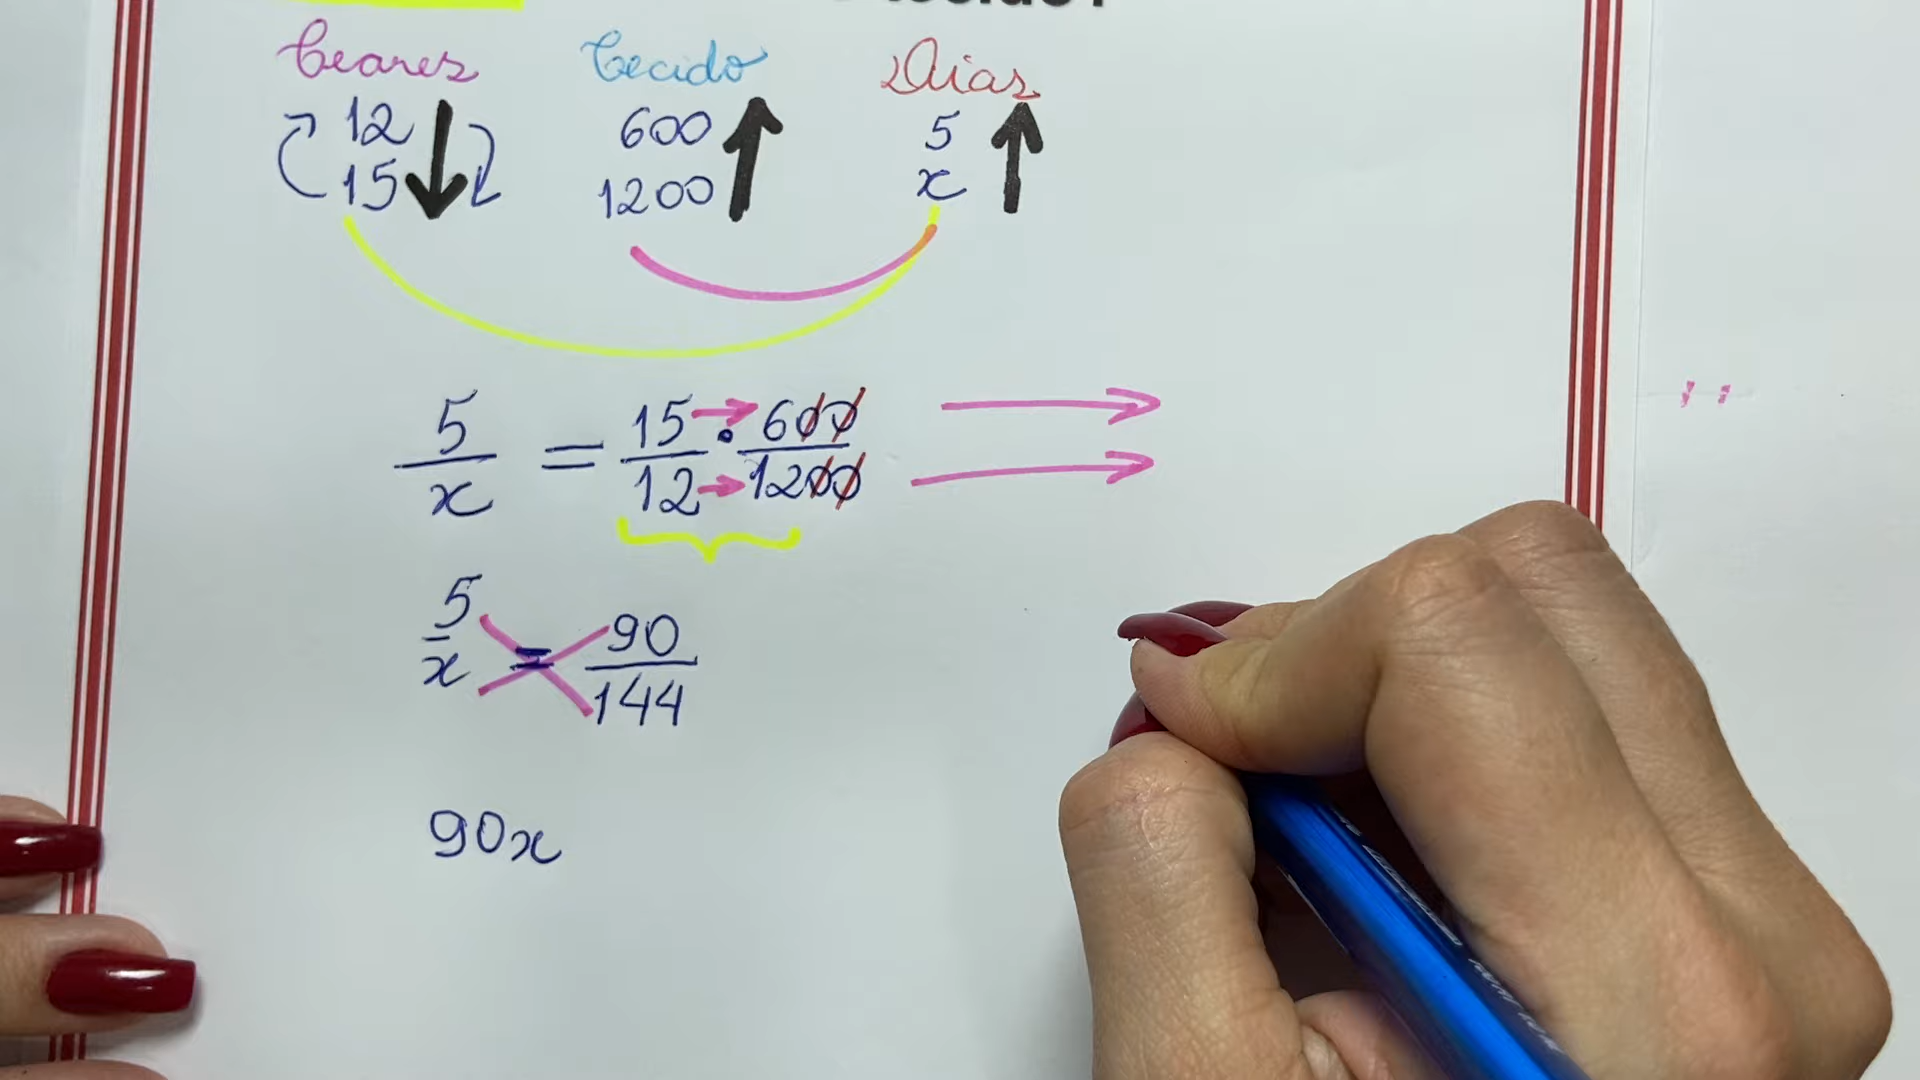 Teares Tecido Dias
12 600 5
15 1200 x
5/x = 15/12 · 600/1200
5/x = 90/144
90x